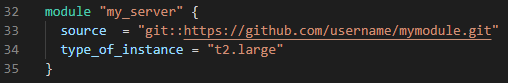 32 module "my_server" {
33 source = "git::https://github.com/username/mymodule.git"
34 type_of_instance = "t2.large"
35 }